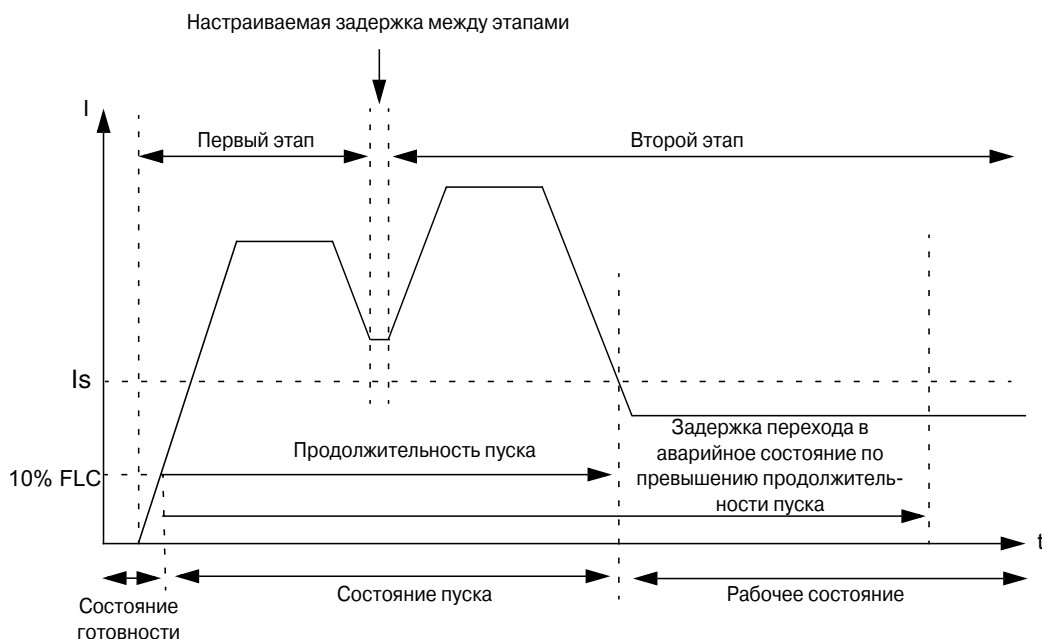 Настраиваемая задержка между этапами
I
Первый этап
Второй этап
Is
Продолжительность пуска
Задержка перехода в
аварийное состояние по
превышению продолжитель-
ности пуска
10% FLC
t
Состояние
готовности
Состояние пуска
Рабочее состояние